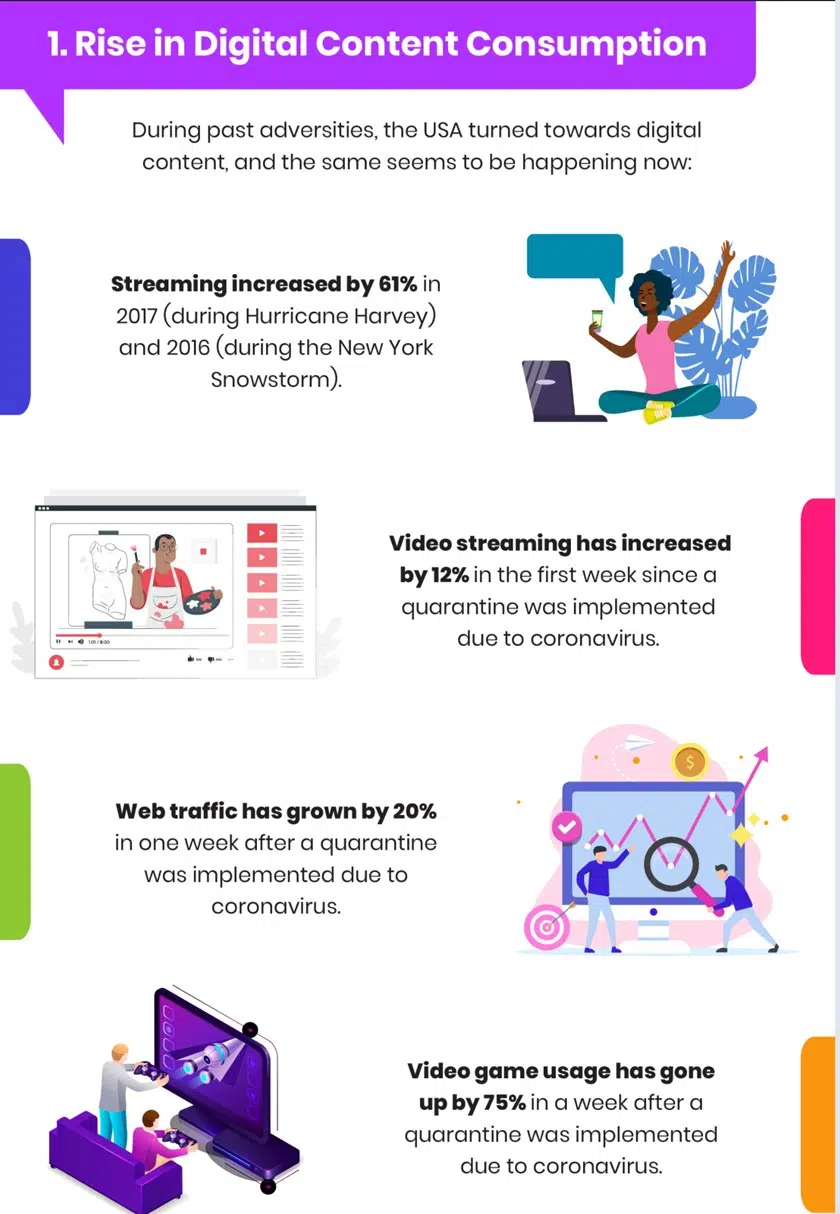 1. Rise in Digital Content Consumption
During past adversities, the USA turned towards digital
content, and the same seems to be happening now:
Streaming increased by 61% in
2017 (during Hurricane Harvey)
and 2016 (during the New York
Snowstorm).
Video streaming has increased
by 12% in the first week since a
quarantine was implemented
due to coronavirus.
1:01 / 8:00
Web traffic has grown by 20%
in one week after a quarantine
was implemented due to
coronavirus.
$
Video game usage has gone
up by 75% in a week after a
quarantine was implemented
due to coronavirus.